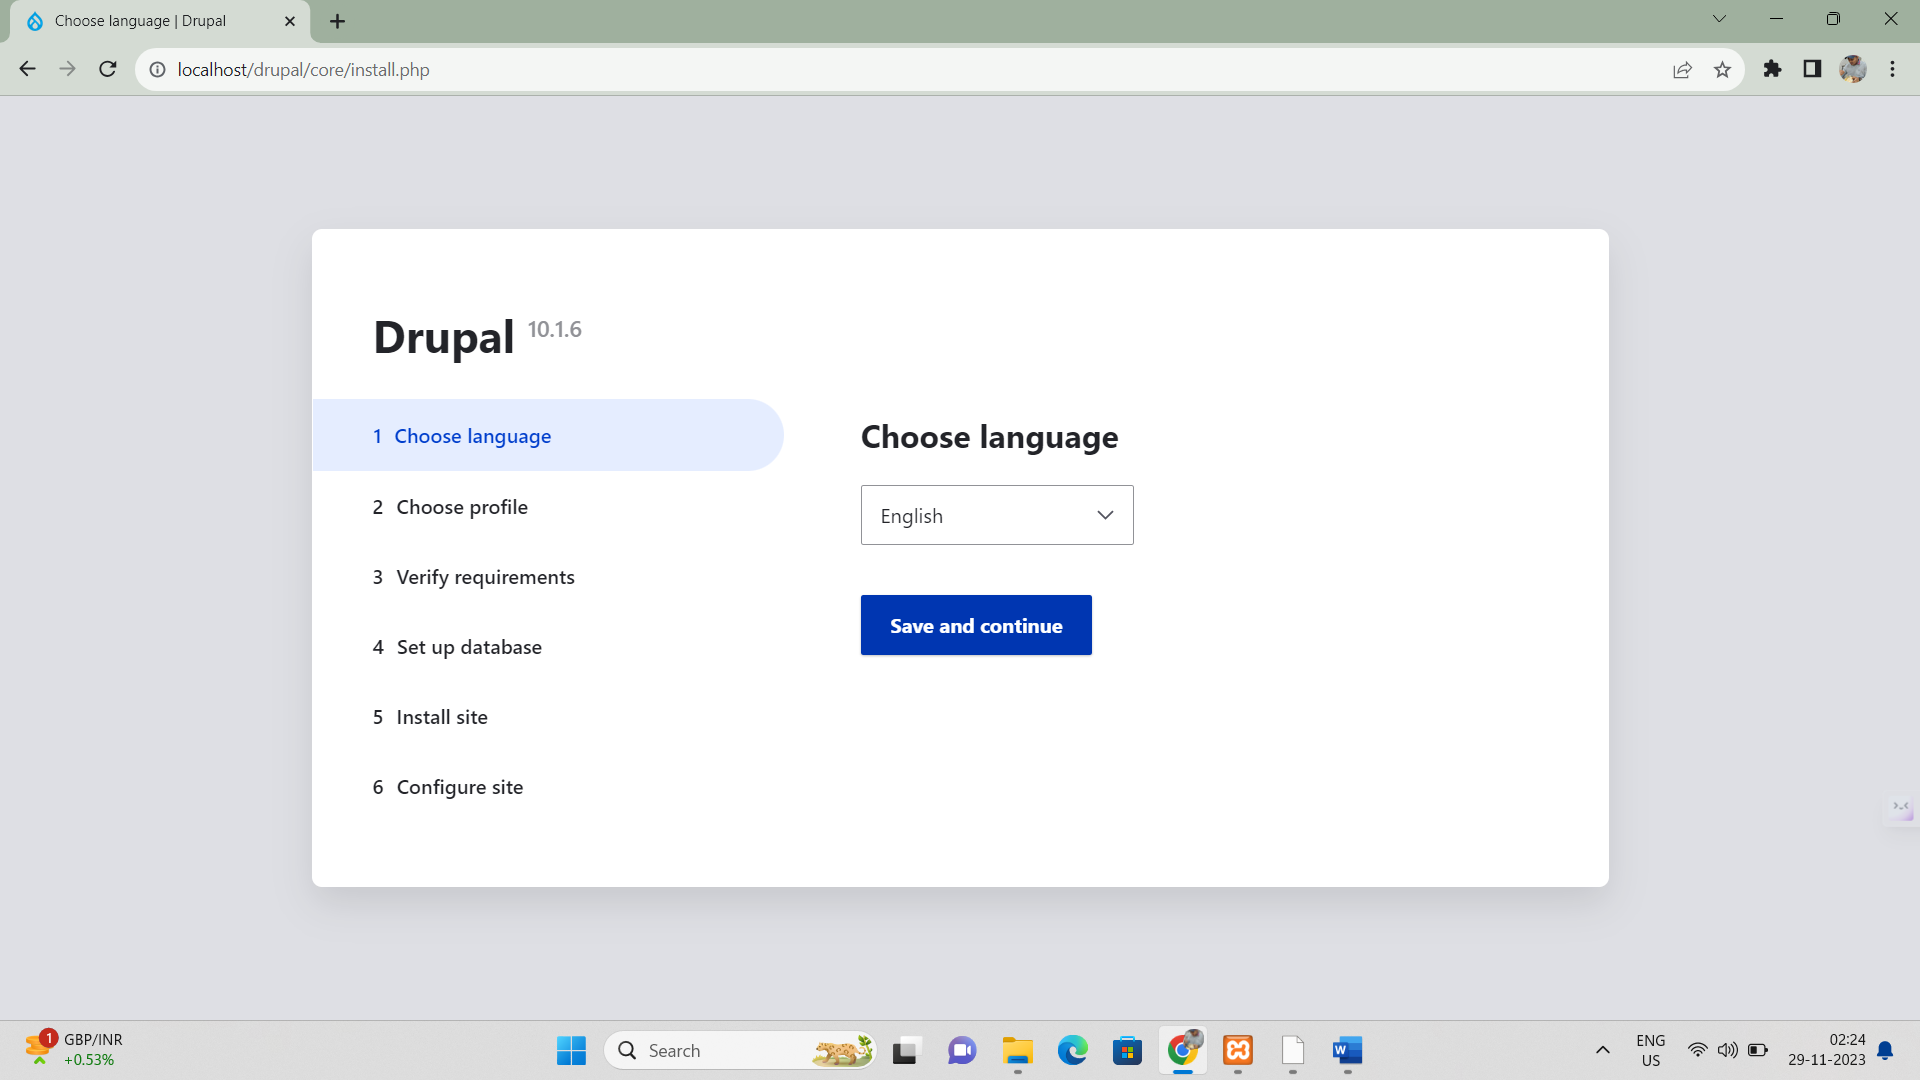 Choose language | Drupal
localhost/drupal/core/install.php
Drupal 10.1.6
1 Choose language
2 Choose profile
3 Verify requirements
4 Set up database
5 Install site
6 Configure site
Choose language
English
Save and continue
1
GBP/INR
+0.53%
Search
W
ENG
US
02:24
29-11-2023